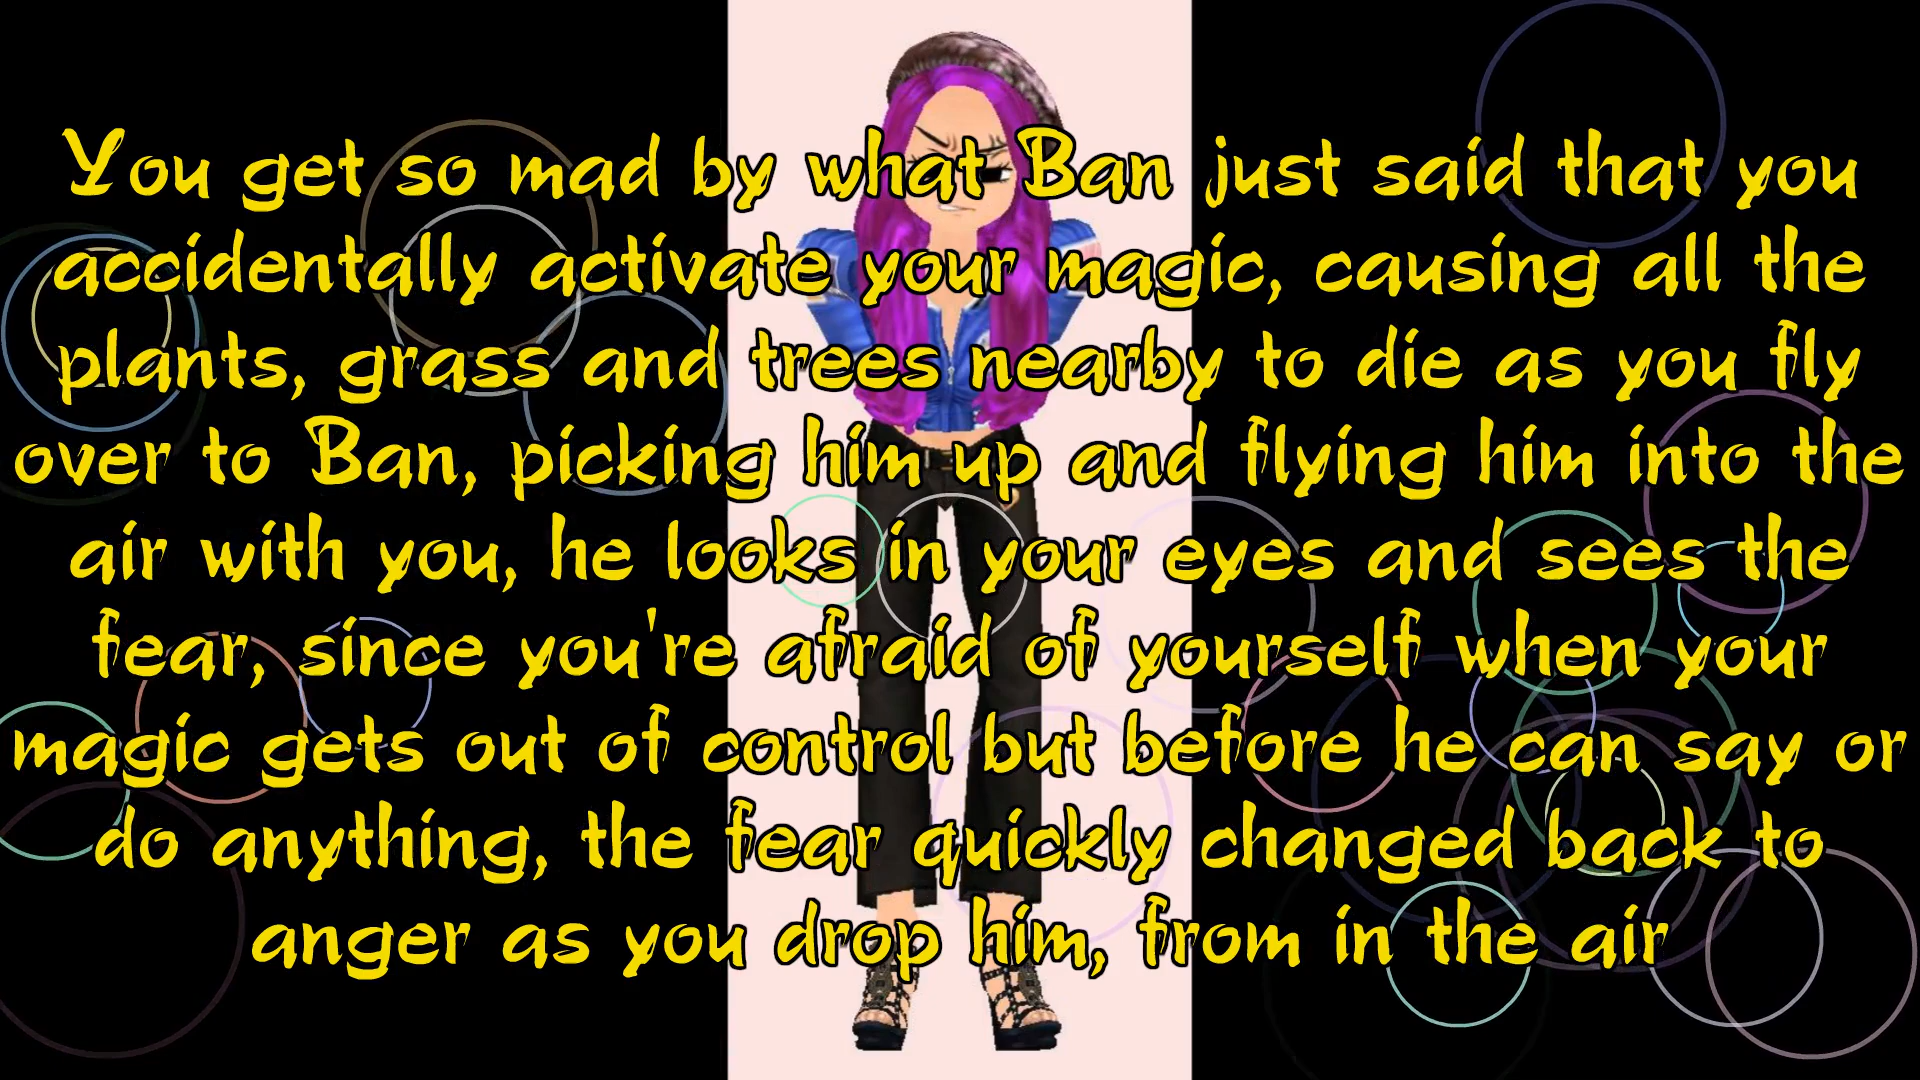 You get so mad by what Ban just said that you
accidentally activate your magic, causing all the
plants, grass and trees nearby to die as you fly
over to Ban, picking him up and flying him into the
air with you, he looks in your eyes and sees the
fear, since you're afraid of yourself when your
magic gets out of control but before he can say or
do anything, the fear quickly changed back to
anger as you drop him, from in the air